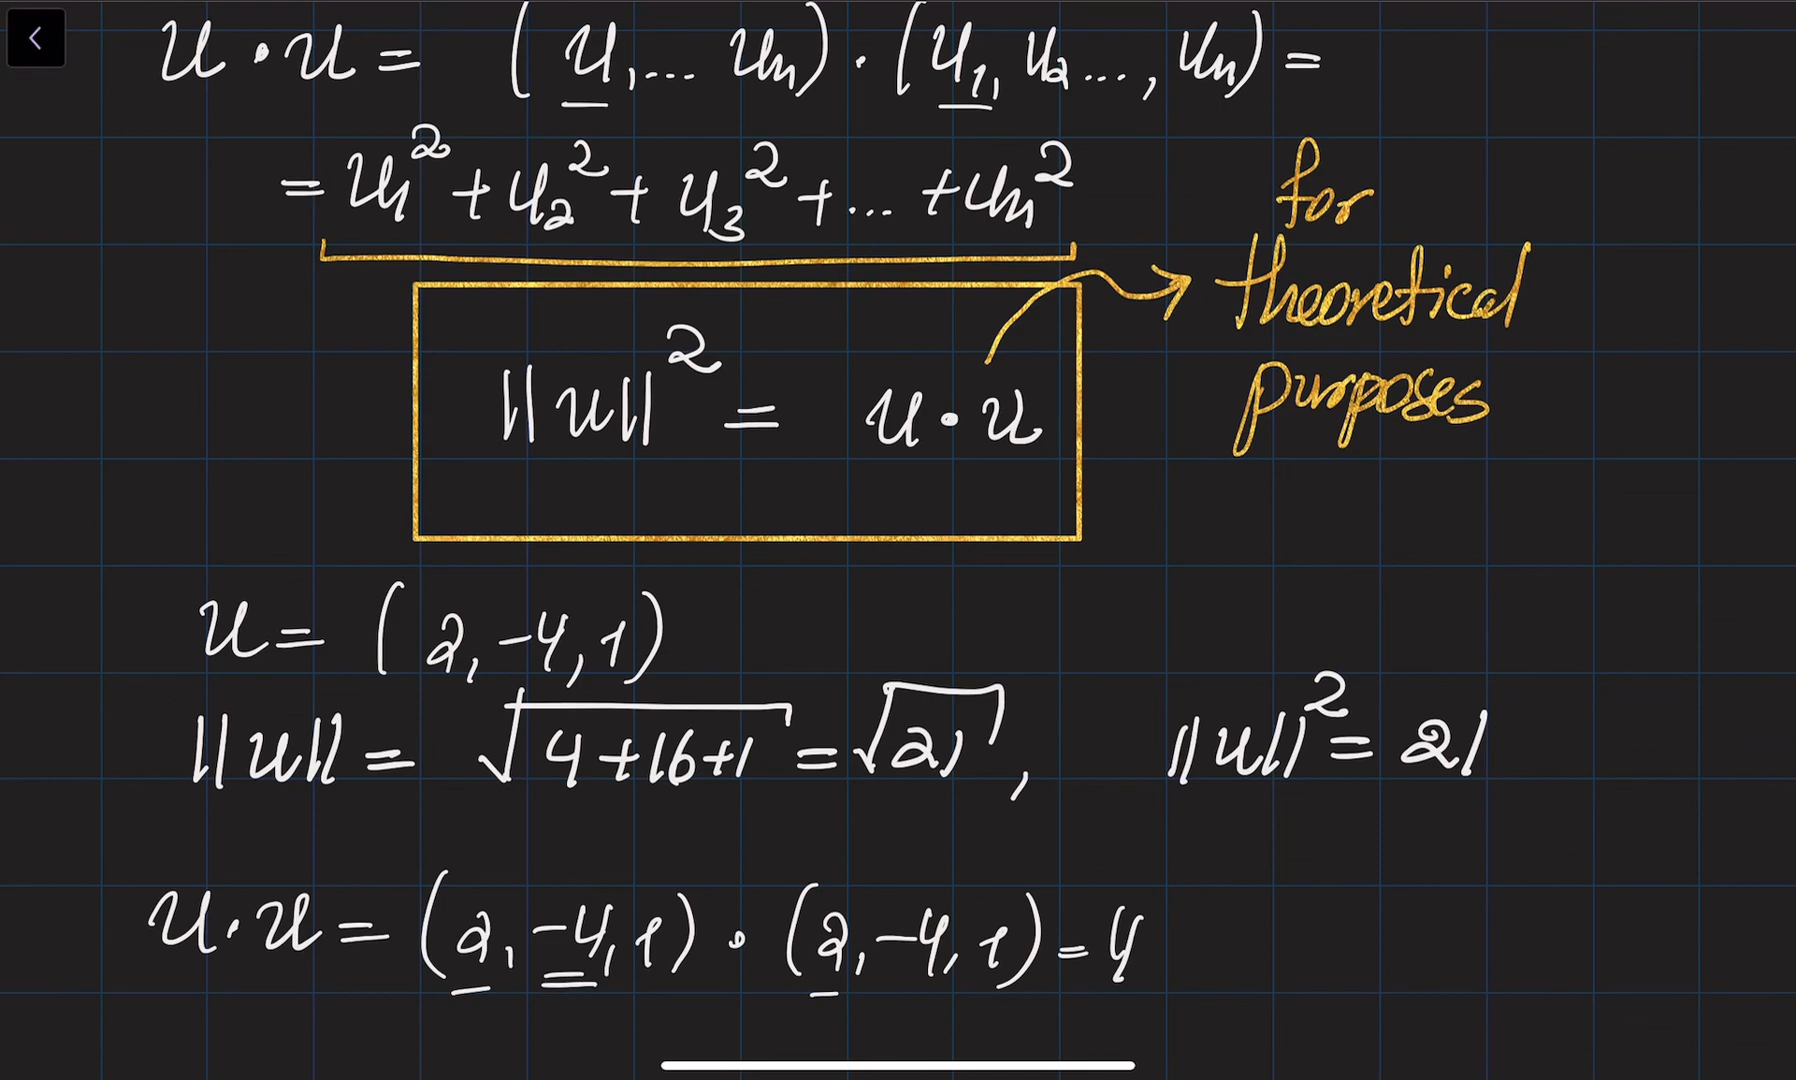 u · u = (u,... un) · (u1, u2 ..., un) =
= u1² + u2² + u3² + ... + un²
for
theoretical
purposes
||u||² = u · u
u = (2, -4, 1)
||u|| = √4+16+1 = √21, ||u||² = 21
u · u = (2, -4, 1) · (2, -4, 1) = 4